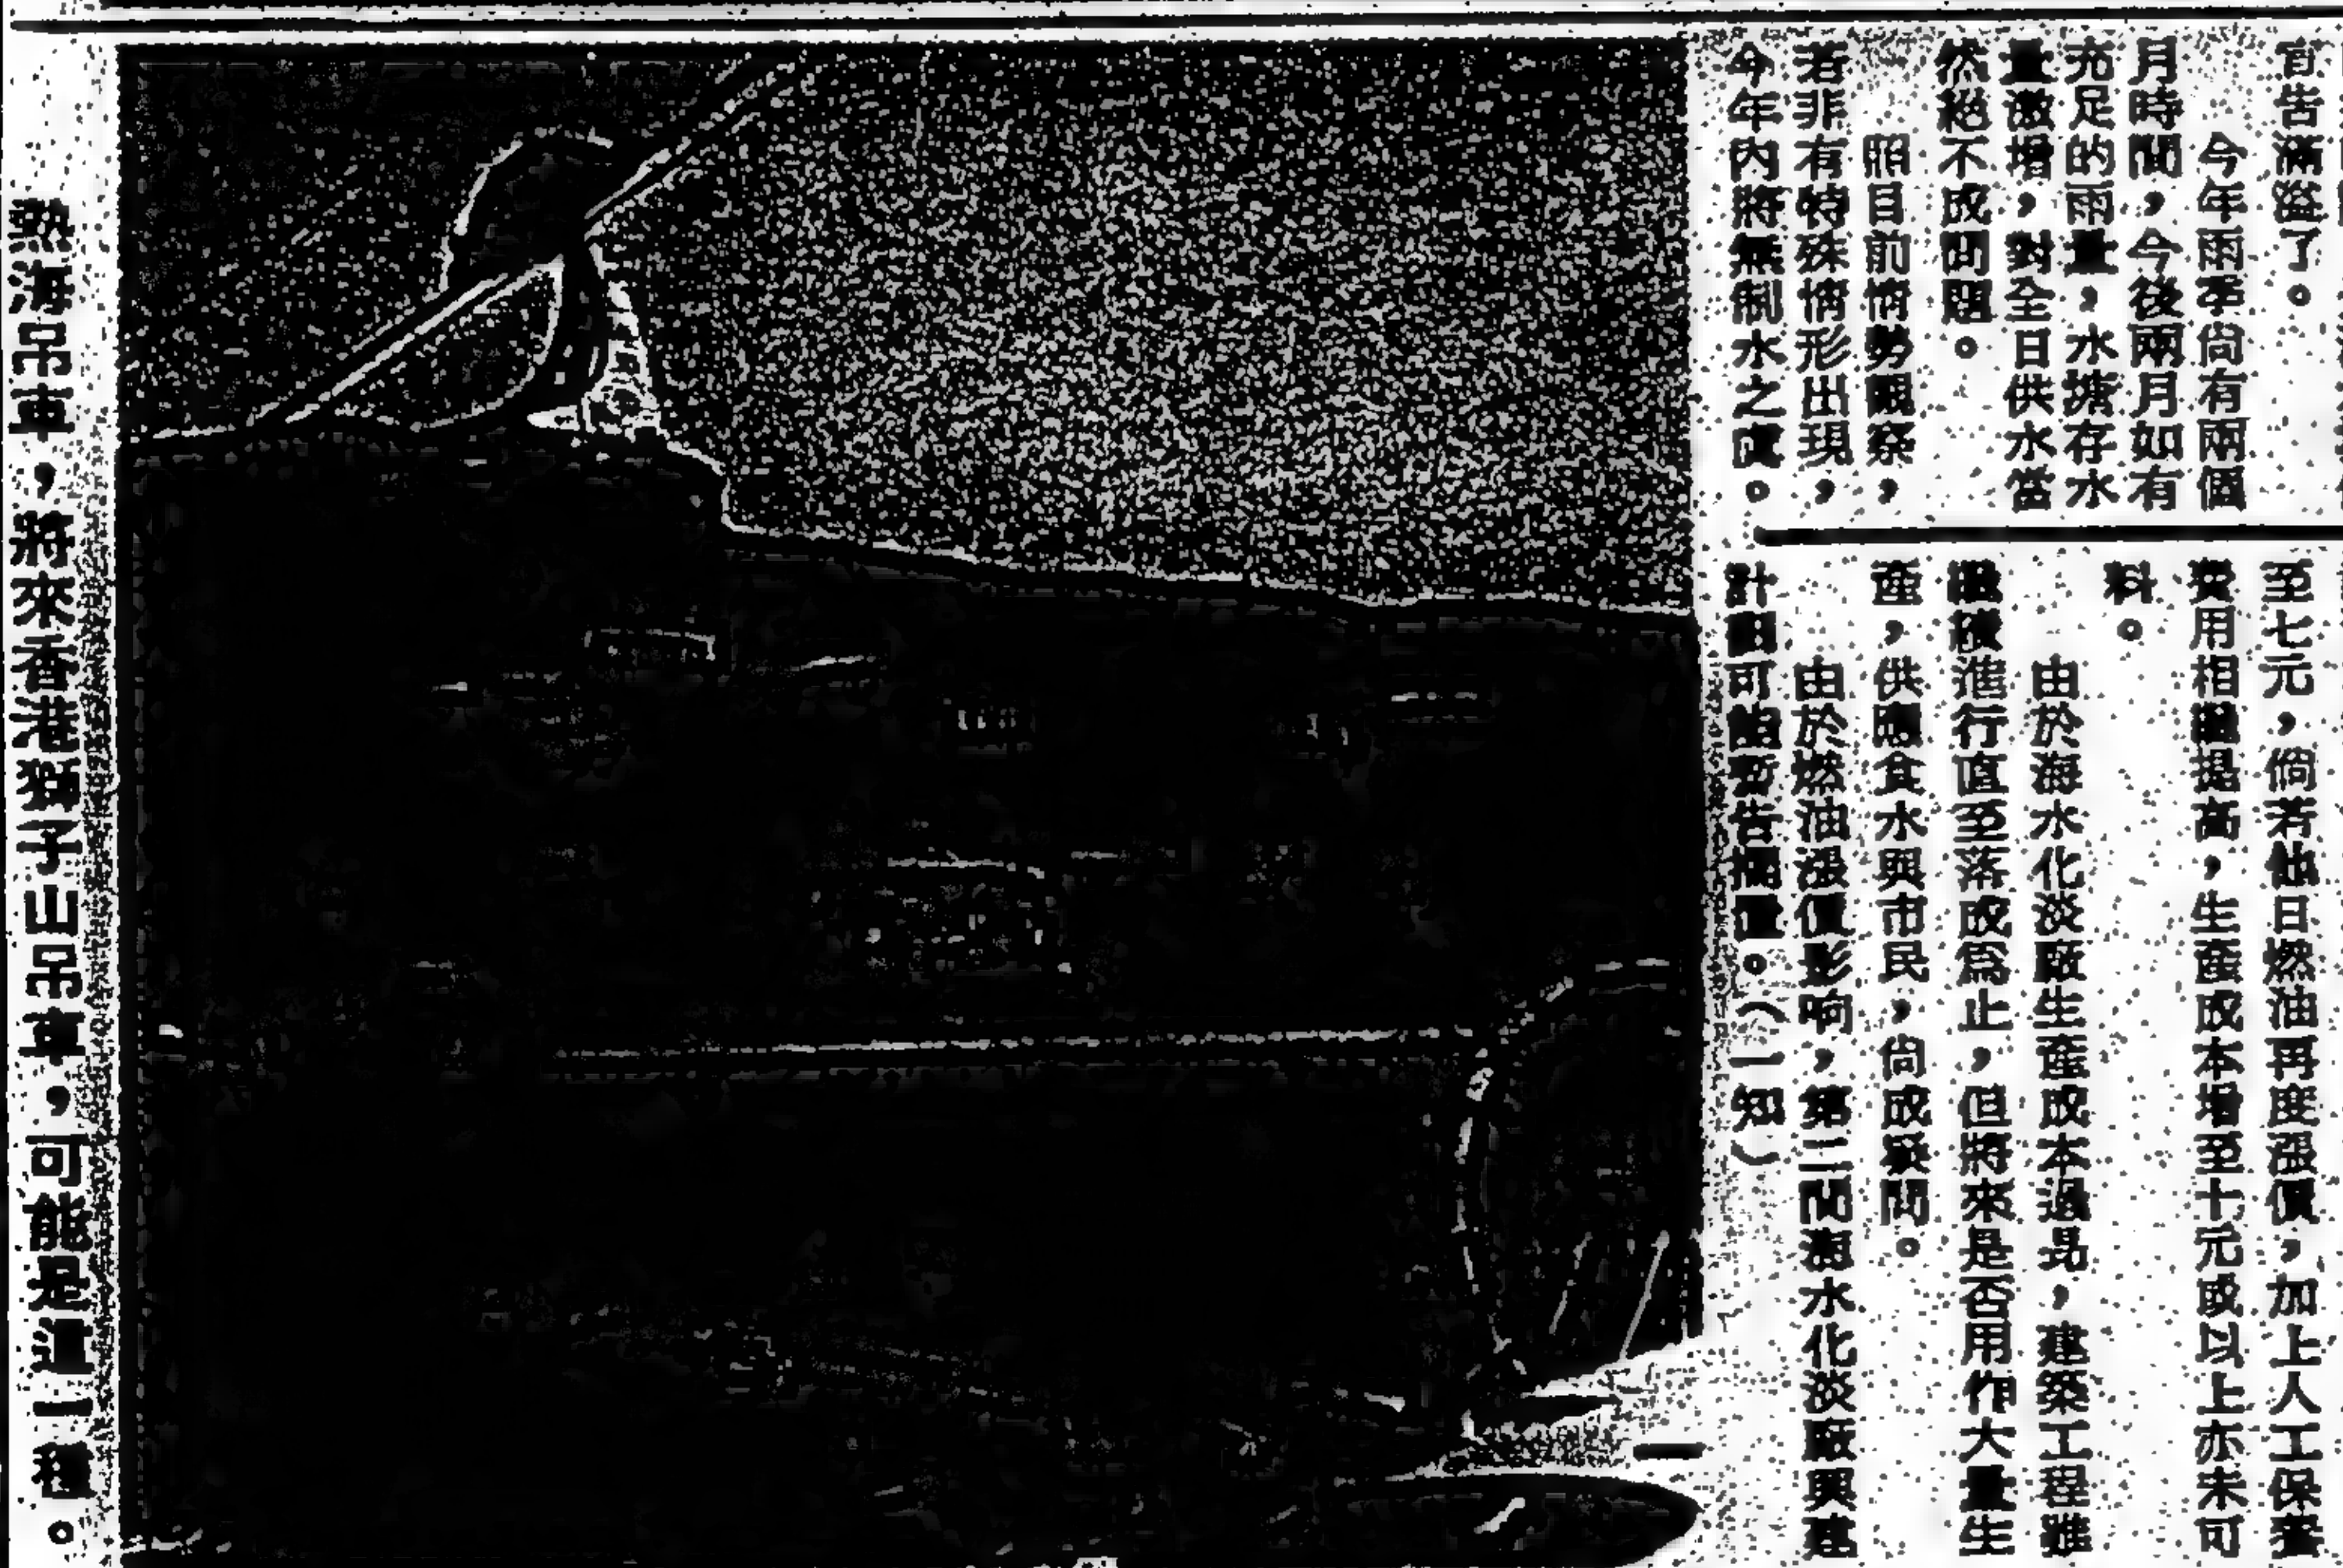 宣告滿溢了。
今年雨季尙有兩個
月時間，今後兩月如有
充足的雨量，水塘存水
量激增，對全日供水當
然絕不成問題。
照目前情勢觀察，
若非有特殊情形出現，
今年內將無制水之虞。
至七元，倘若他日燃油再度漲價，加上人工保養
費用相繼提高，生產成本增至十元或以上亦未可
料。
由於海水化淡廠生產成本過昂，建築工程雖
進行直至落成爲止，但將來是否用作大量生
產，供應食水與市民，尙成疑問。
由於燃油漲價影响，第二間海水化淡廠興建
計劃可能暫告擱置。（一知）
熱海吊車，將來香港獅子山吊車，可能是這一種。